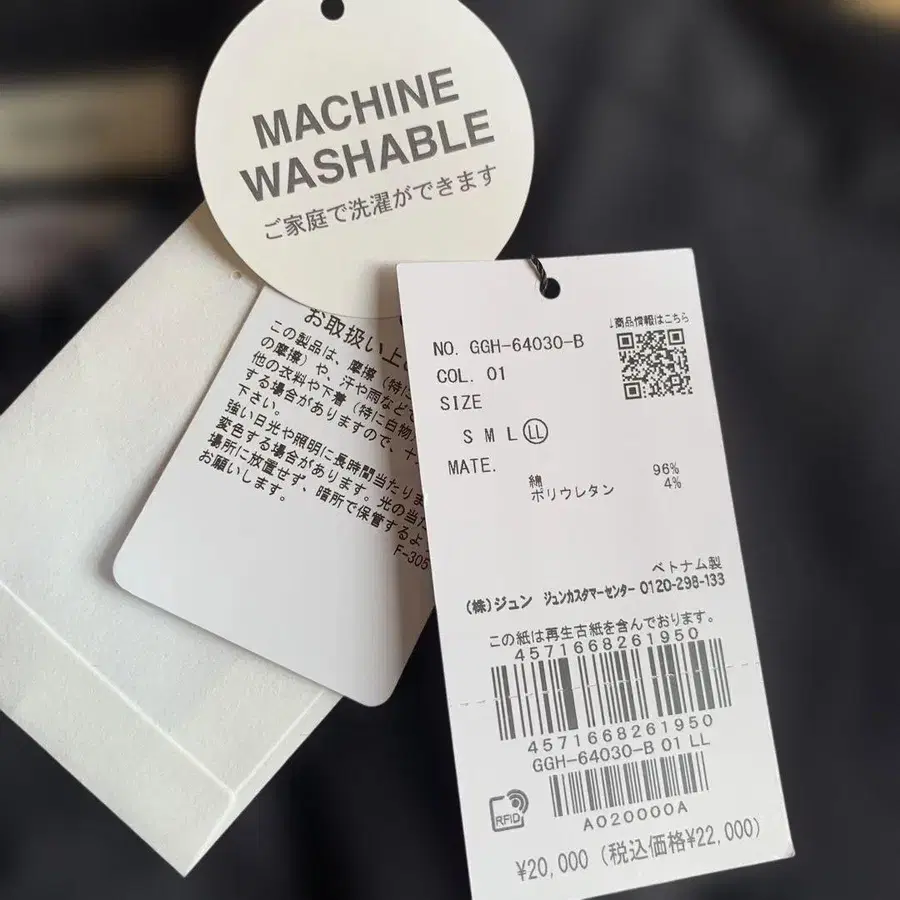 MACHINE
WASHABLE
ご家庭で洗濯ができます
お取扱い上
この製品は、摩擦（特に
の摩擦）や、汗や雨など
他の衣料や下着（特に白物
する場合がありますので、十
下さい。
強い日光や照明に長時間当たりま
変色する場合があります。光の当た
場所に放置せず、暗所で保管するよ
お願いします。
F-305
↓商品情報はこちら
NO. GGH-64030-B
COL. 01
SIZE
S M L LL
MATE.
綿 96%
ポリウレタン 4%
ベトナム製
(株)ジュン ジュンカスタマーセンター 0120-298-133
この紙は再生古紙を含んでおります。
4571668261950
4571668261950
GGH-64030-B 01 LL
RFID
A020000A
¥20,000 (税込価格¥22,000)